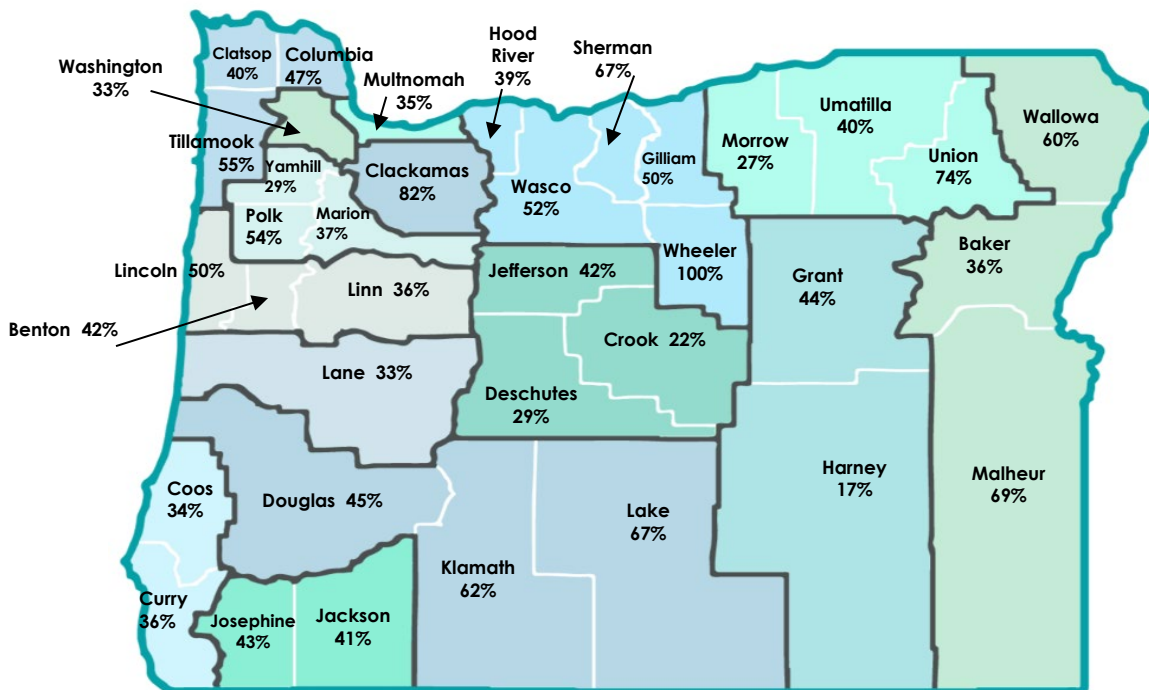 Clatsop
40%
Columbia
47%
Washington
33%
Multnomah
35%
Hood
River
39%
Sherman
67%
Tillamook
55%
Yamhill
29%
Clackamas
82%
Wasco
52%
Gilliam
50%
Morrow
27%
Umatilla
40%
Union
74%
Wallowa
60%
Polk
54%
Marion
37%
Wheeler
100%
Baker
36%
Lincoln 50%
Benton 42%
Linn 36%
Jefferson 42%
Grant
44%
Crook 22%
Lane 33%
Deschutes
29%
Coos
34%
Douglas 45%
Lake
67%
Harney
17%
Malheur
69%
Klamath
62%
Curry
36%
Josephine
43%
Jackson
41%